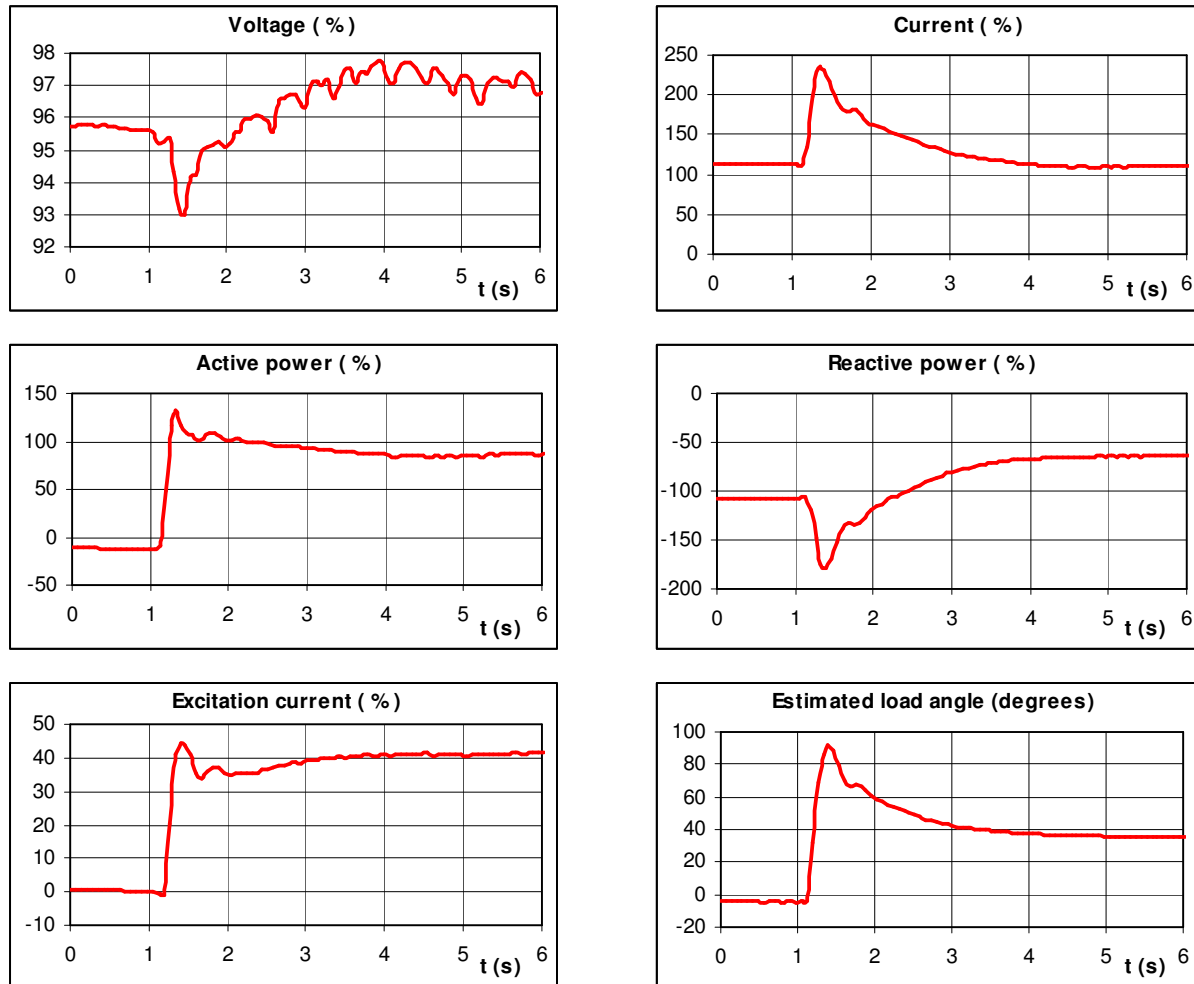 Voltage ( %)
98
97
96
95
94
93
92
0 1 2 3 4 5 6
t (s)
Current ( %)
250
200
150
100
50
0
0 1 2 3 4 5 6
t (s)
Active power ( %)
150
100
50
0
-50
0 1 2 3 4 5 6
t (s)
Reactive power ( %)
0
-50
-100
-150
-200
0 1 2 3 4 5 6
t (s)
Excitation current ( %)
50
40
30
20
10
0
-10
0 1 2 3 4 5 6
t (s)
Estimated load angle (degrees)
100
80
60
40
20
0
-20
0 1 2 3 4 5 6
t (s)